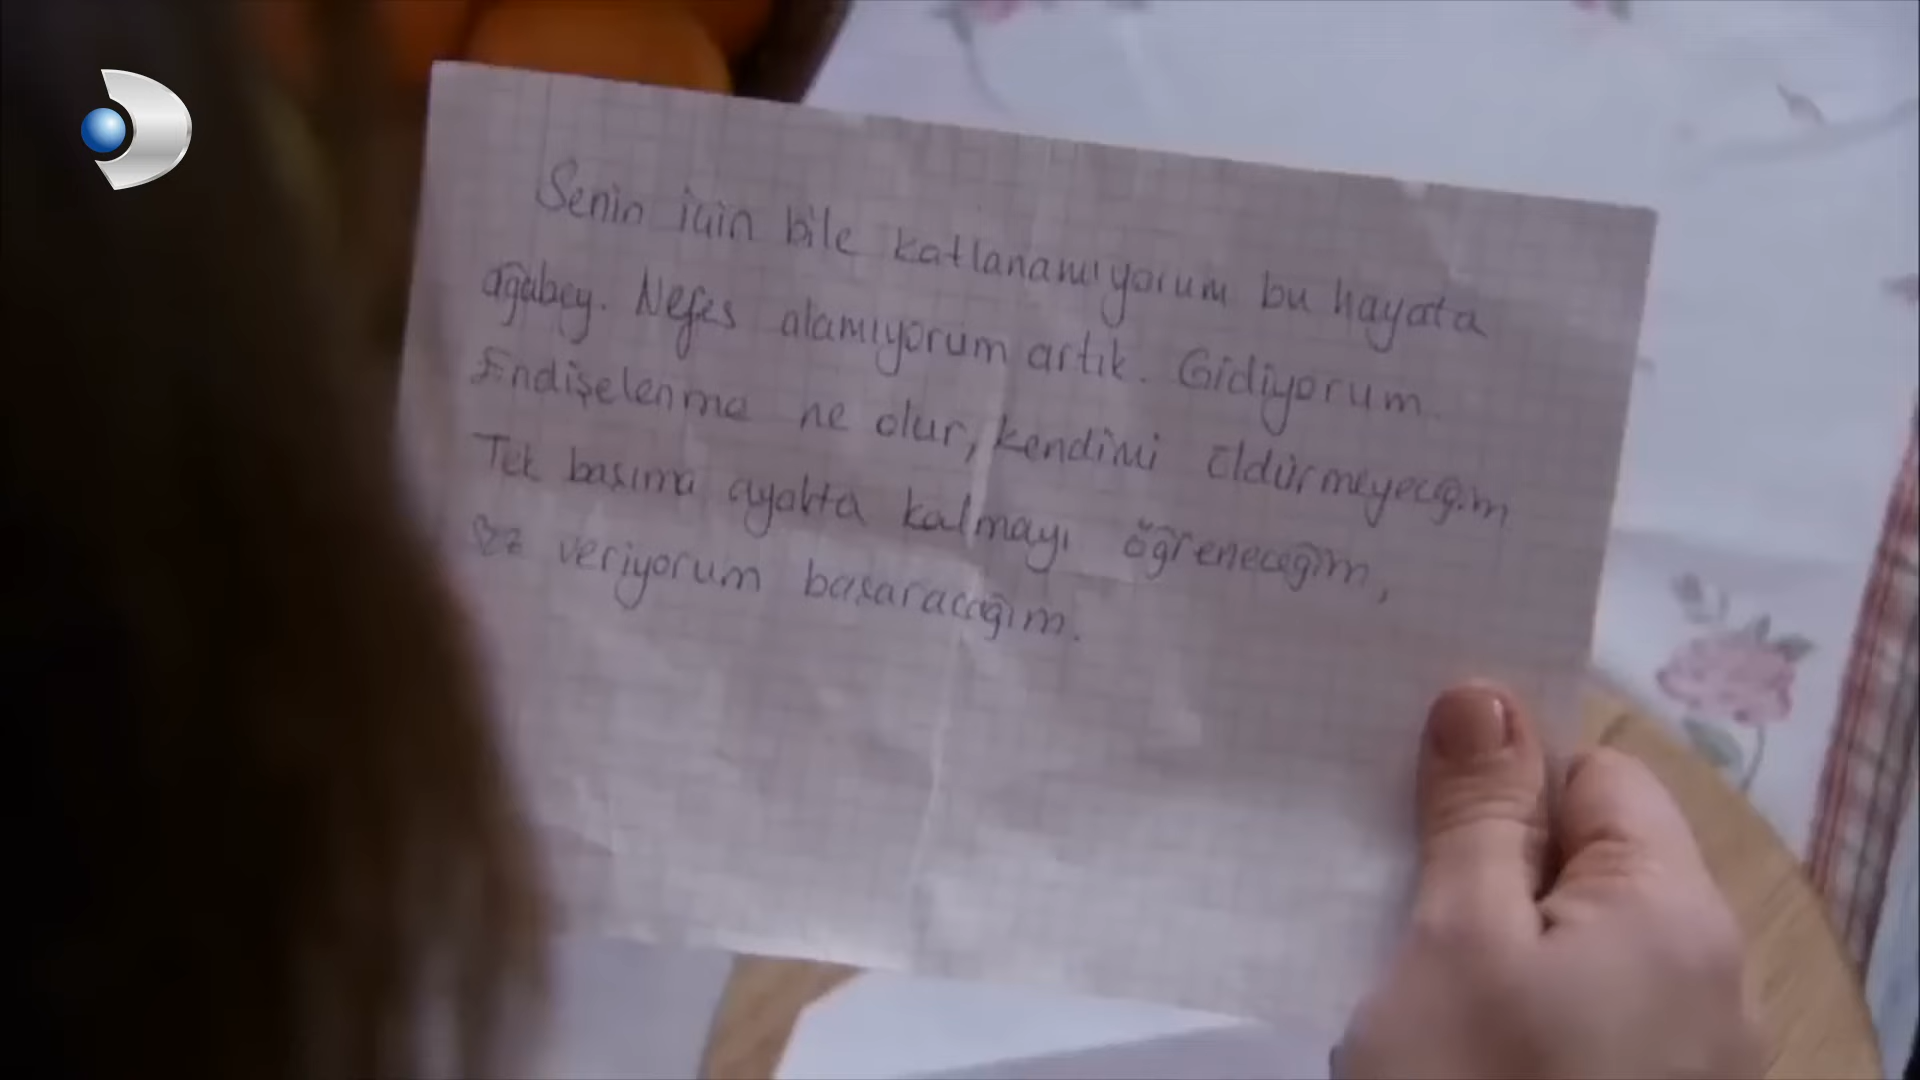 Senin için bile katlanamıyorum bu hayata
ağabey. Nefes alamıyorum artık. Gidiyorum.
Endişelenme ne olur, kendimi öldürmeyeceğim
Tek başıma ayakta kalmayı öğreneceğim,
söz veriyorum başaracağım.